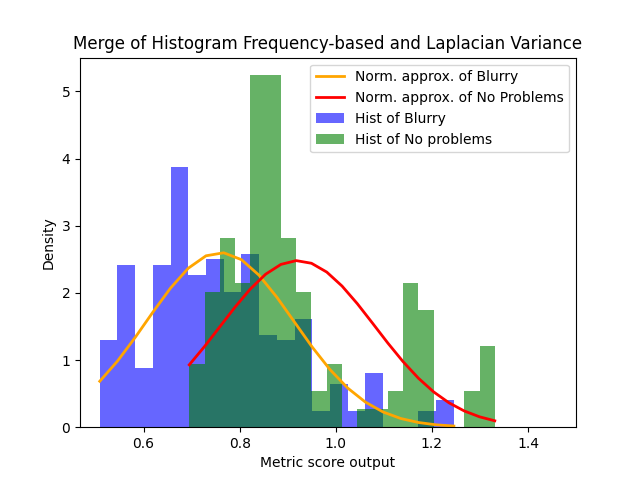 Merge of Histogram Frequency-based and Laplacian Variance
Norm. approx. of Blurry
Norm. approx. of No Problems
Hist of Blurry
Hist of No problems
Density
5
4
3
2
1
0
0.6
0.8
1.0
1.2
1.4
Metric score output